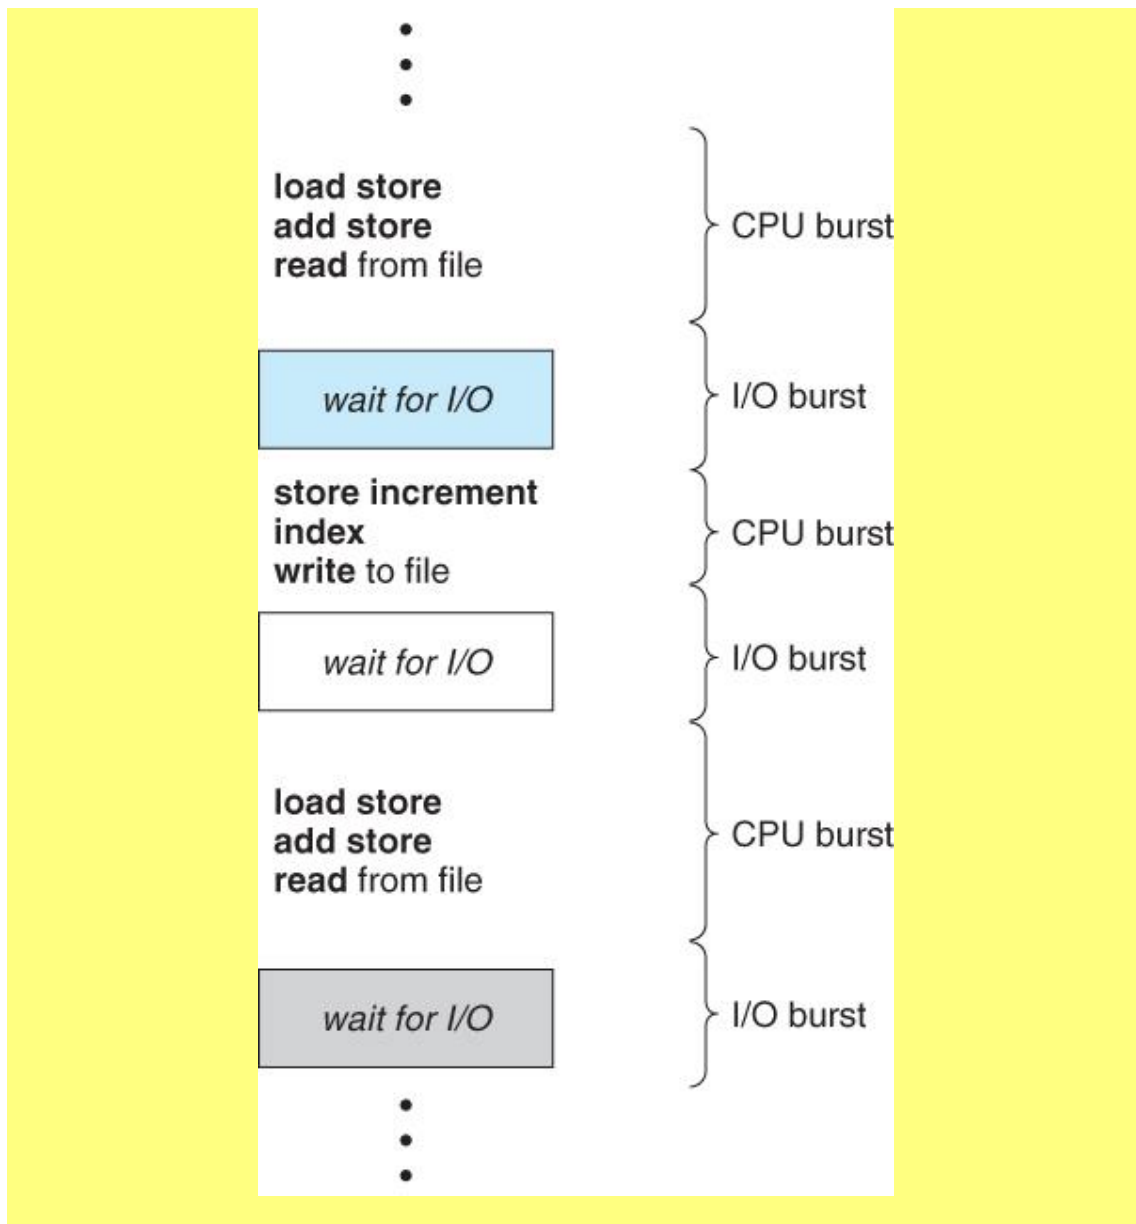 load store
add store
read from file
CPU burst
wait for I/O
I/O burst
store increment
index
write to file
CPU burst
wait for I/O
I/O burst
load store
add store
read from file
CPU burst
wait for I/O
I/O burst